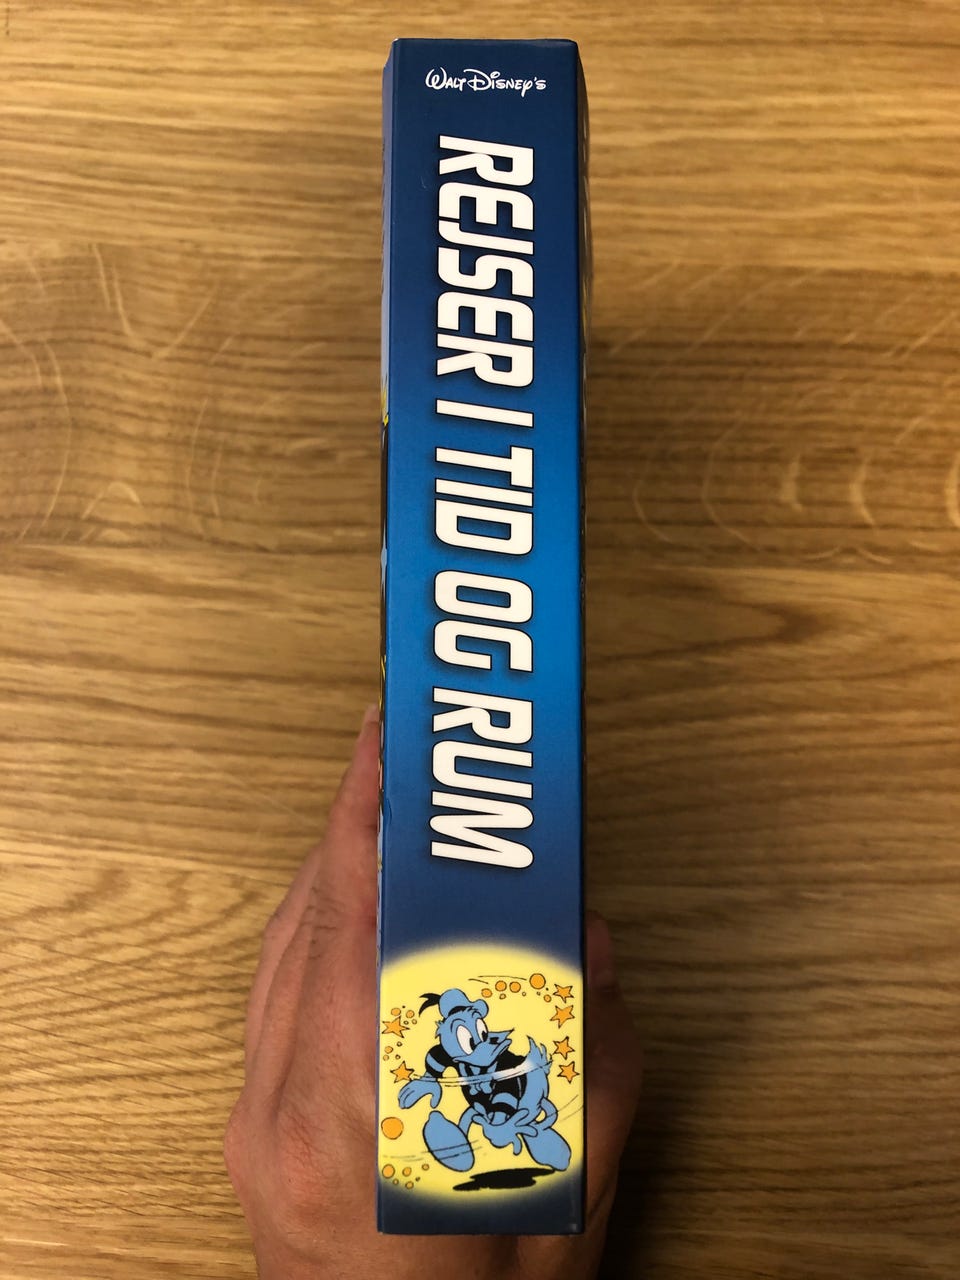 WALT DISNEY'S
REJSER I TID OG RUM